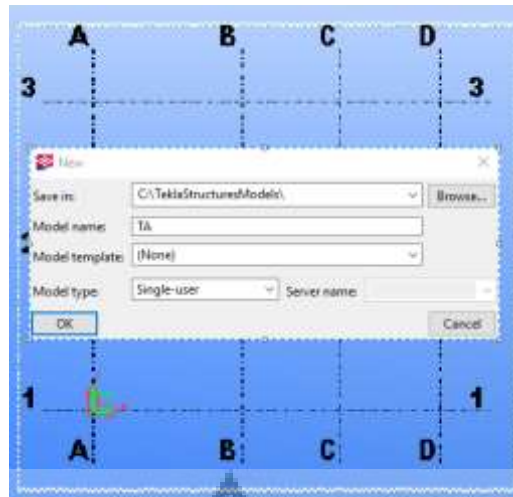 A B C D
3 3
New
Save in: C:\TeklaStructuresModels\ Browse...
Model name: TA
Model template: (None)
Model type: Single-user Server name:
OK Cancel
1 1
A B C D